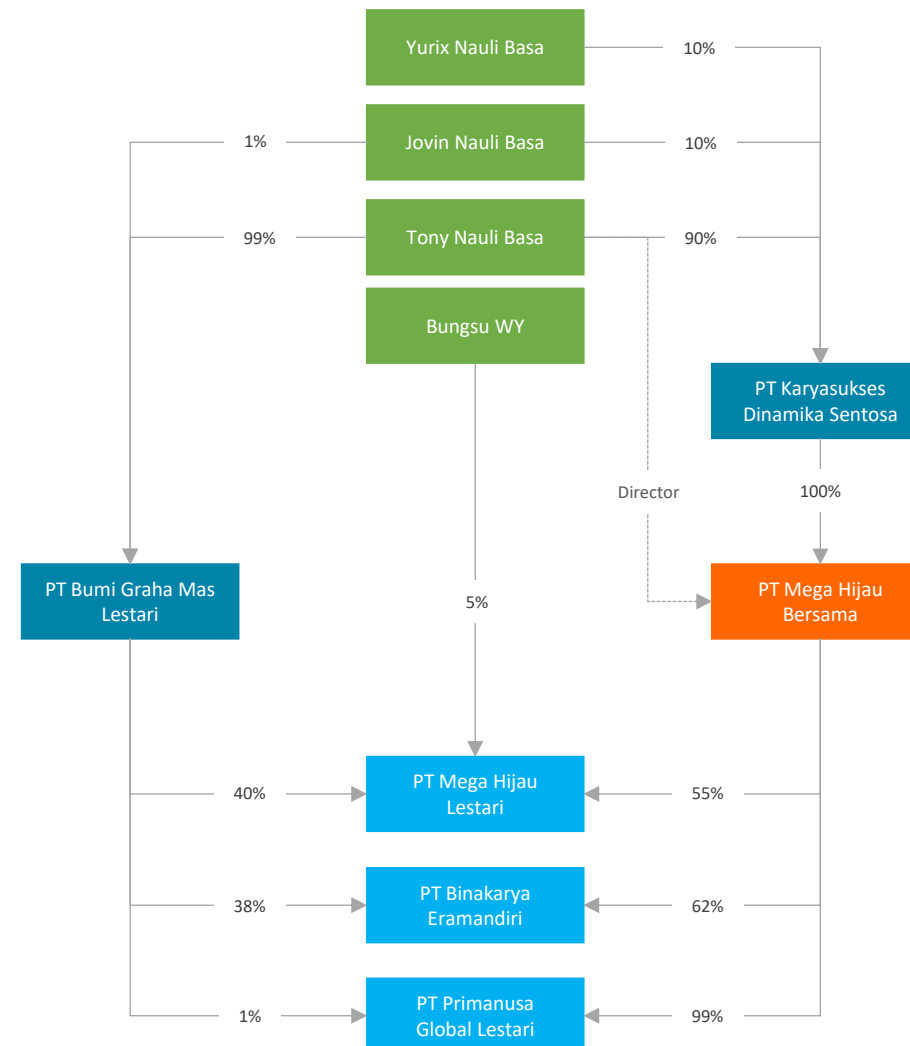 Yurix Nauli Basa
10%
1%
Jovin Nauli Basa
10%
99%
Tony Nauli Basa
90%
Bungsu WY
PT Karyasukses
Dinamika Sentosa
Director
100%
PT Bumi Graha Mas
Lestari
5%
PT Mega Hijau
Bersama
40%
PT Mega Hijau
Lestari
55%
38%
PT Binakarya
Eramandiri
62%
1%
PT Primanusa
Global Lestari
99%